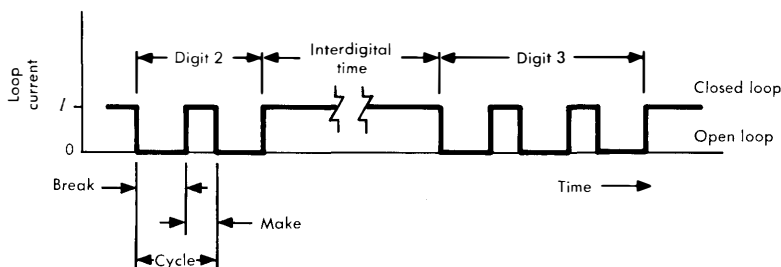 Loop
current
I
0
Digit 2
Interdigital
time
Digit 3
Closed loop
Open loop
Break
Make
Cycle
Time